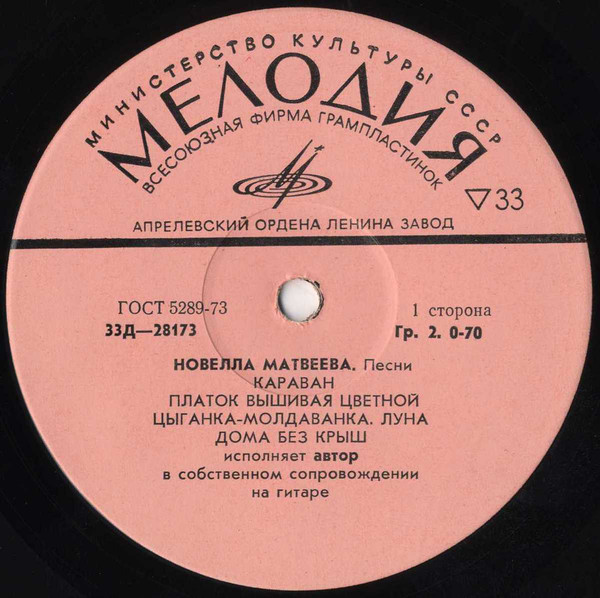 МИНИСТЕРСТВО КУЛЬТУРЫ СССР
МЕЛОДИЯ
ВСЕСОЮЗНАЯ ФИРМА ГРАМПЛАСТИНОК
33
АПРЕЛЕВСКИЙ ОРДЕНА ЛЕНИНА ЗАВОД
ГОСТ 5289-73
1 сторона
33Д—28173
Гр. 2. 0-70
НОВЕЛЛА МАТВЕЕВА. Песни
КАРАВАН
ПЛАТОК ВЫШИВАЯ ЦВЕТНОЙ
ЦЫГАНКА-МОЛДАВАНКА. ЛУНА
ДОМА БЕЗ КРЫШ
исполняет автор
в собственном сопровождении
на гитаре